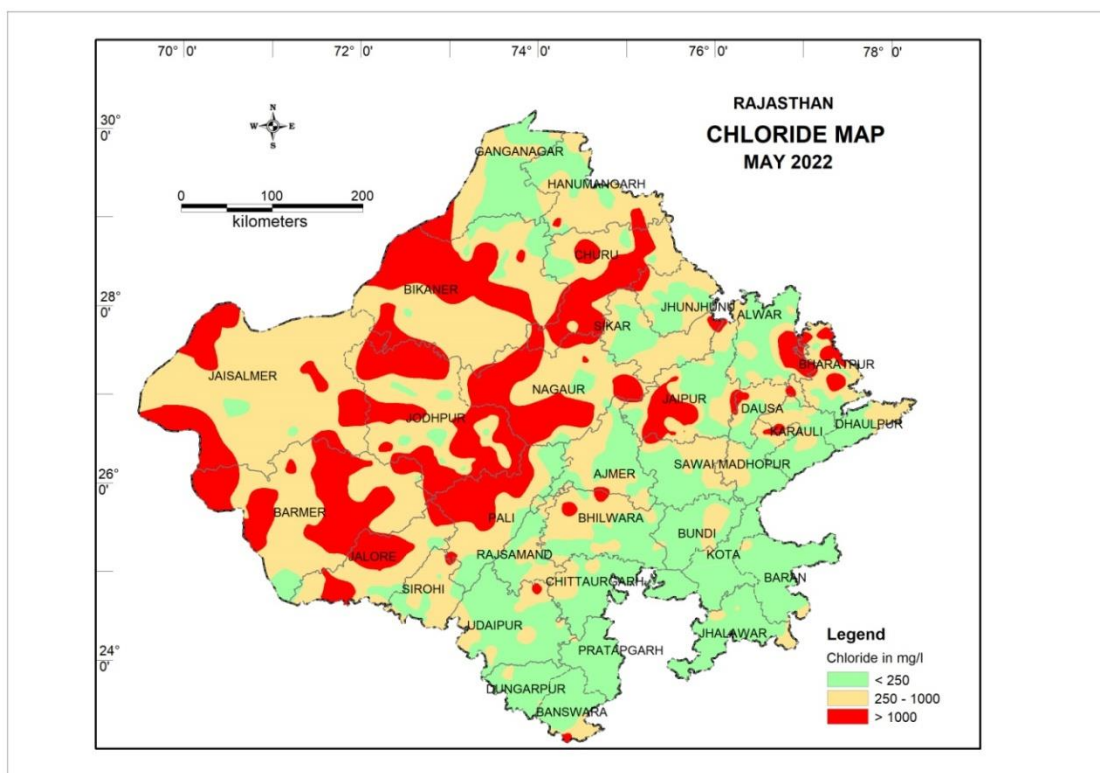 70° 0'
72° 0'
74° 0'
76° 0'
78° 0'
30° 0'
28° 0'
26° 0'
24° 0'
N
W E
S
0 100 200
kilometers
RAJASTHAN
CHLORIDE MAP
MAY 2022
GANGANAGAR
HANUMANGARH
CHURU
BIKANER
JHUNJHUNU
ALWAR
SIKAR
BHARATPUR
JAISALMER
NAGAUR
JAIPUR
DAUSA
JODHPUR
KARAULI
DHAULPUR
SAWAI MADHOPUR
AJMER
BARMER
PALI
BHILWARA
BUNDI
KOTA
JALORE
RAJSAMAND
BARAN
SIROHI
CHITTAURGARH
UDAIPUR
JHALAWAR
PRATAPGARH
DUNGARPUR
BANSWARA
Legend
Chloride in mg/l
< 250
250 - 1000
> 1000